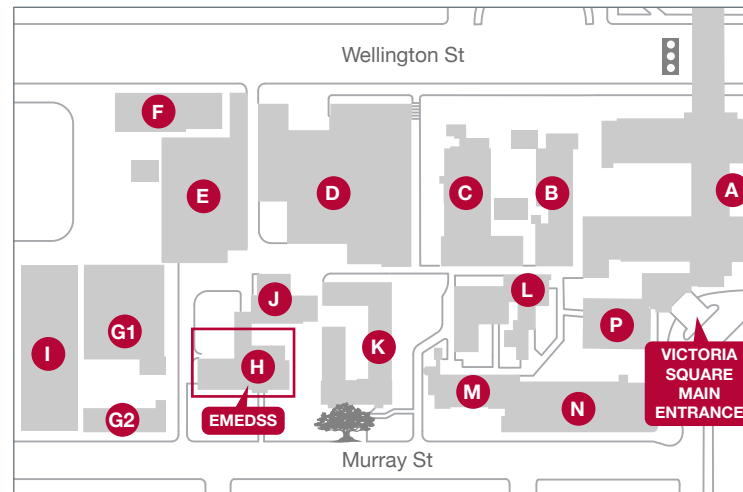 Wellington St
F
A
E
D
C
B
J
L
G1
P
I
K
H
VICTORIA
SQUARE
MAIN
ENTRANCE
M
N
EMEDSS
G2
Murray St